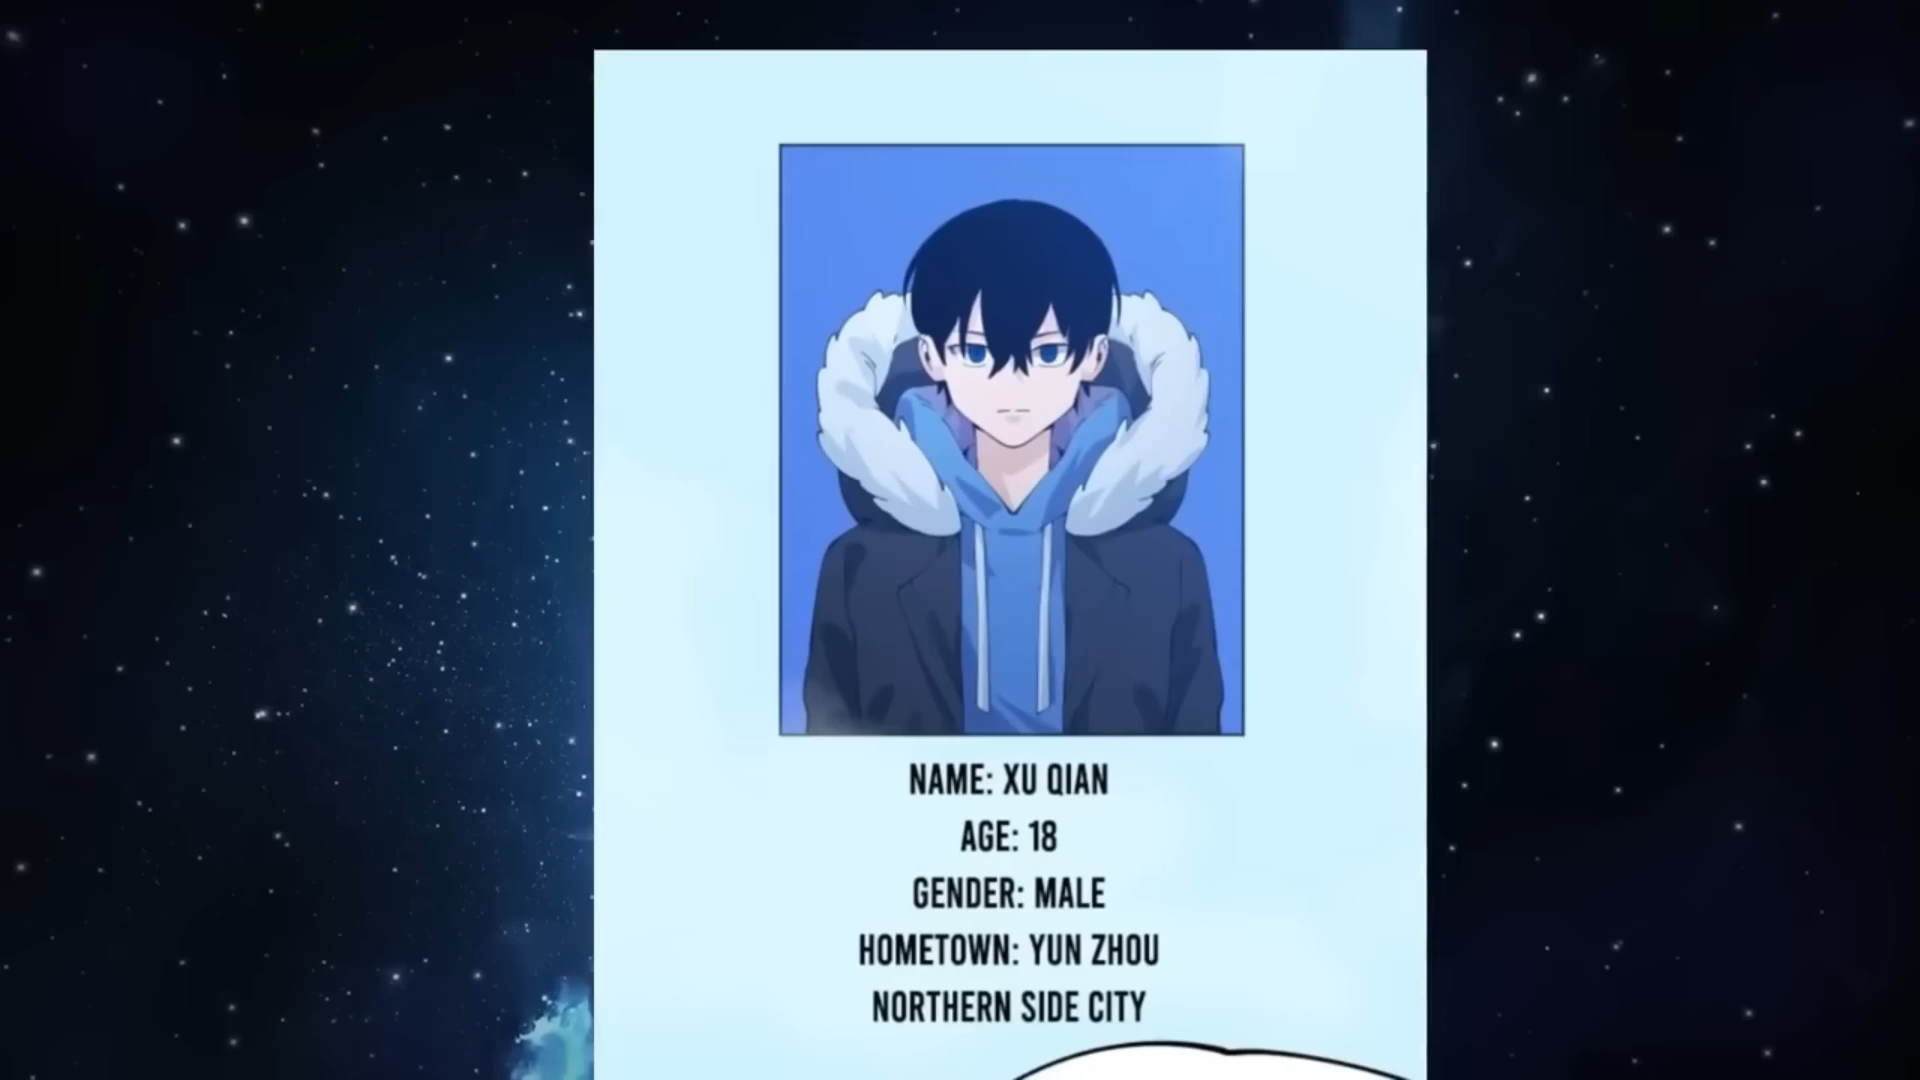 NAME: XU QIAN
AGE: 18
GENDER: MALE
HOMETOWN: YUN ZHOU
NORTHERN SIDE CITY